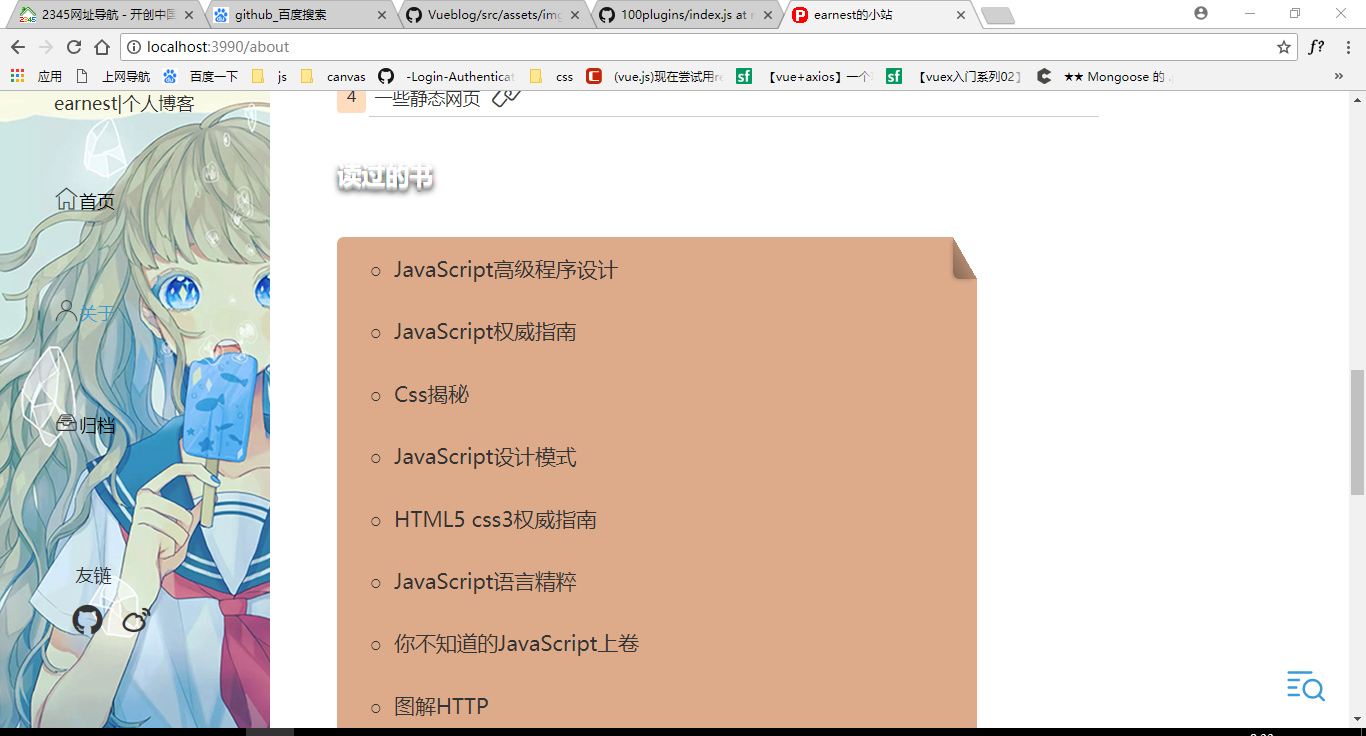 2345网址导航 - 开创中国
github_百度搜索
Vueblog/src/assets/img
100plugins/index.js at
earnest的小站
localhost:3990/about
f?
应用 上网导航 百度一下 js canvas -Login-Authenticat css (vue.js)现在尝试用re 【vue+axios】一个 【vuex入门系列02】 ★★ Mongoose 的 »
earnest|个人博客
首页
关于
归档
友链
4 一些静态网页
读过的书
JavaScript高级程序设计
JavaScript权威指南
Css揭秘
JavaScript设计模式
HTML5 css3权威指南
JavaScript语言精粹
你不知道的JavaScript上卷
图解HTTP